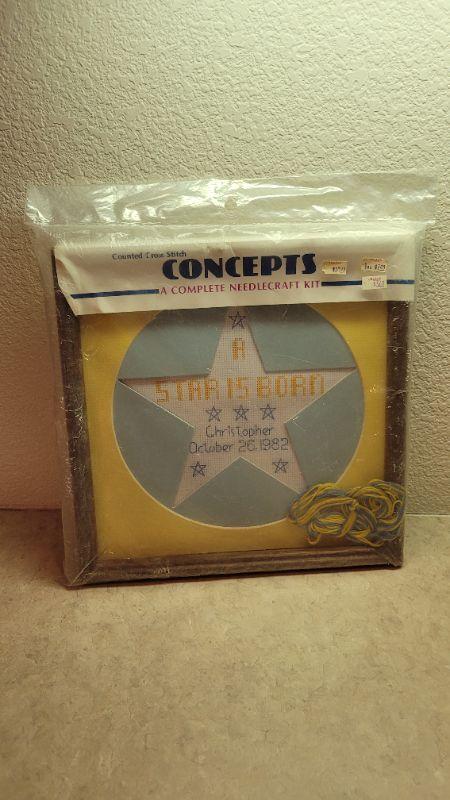 Counted Cross Stitch
CONCEPTS
A COMPLETE NEEDLECRAFT KIT
A
STAR IS BORN
Christopher
October 26, 1982